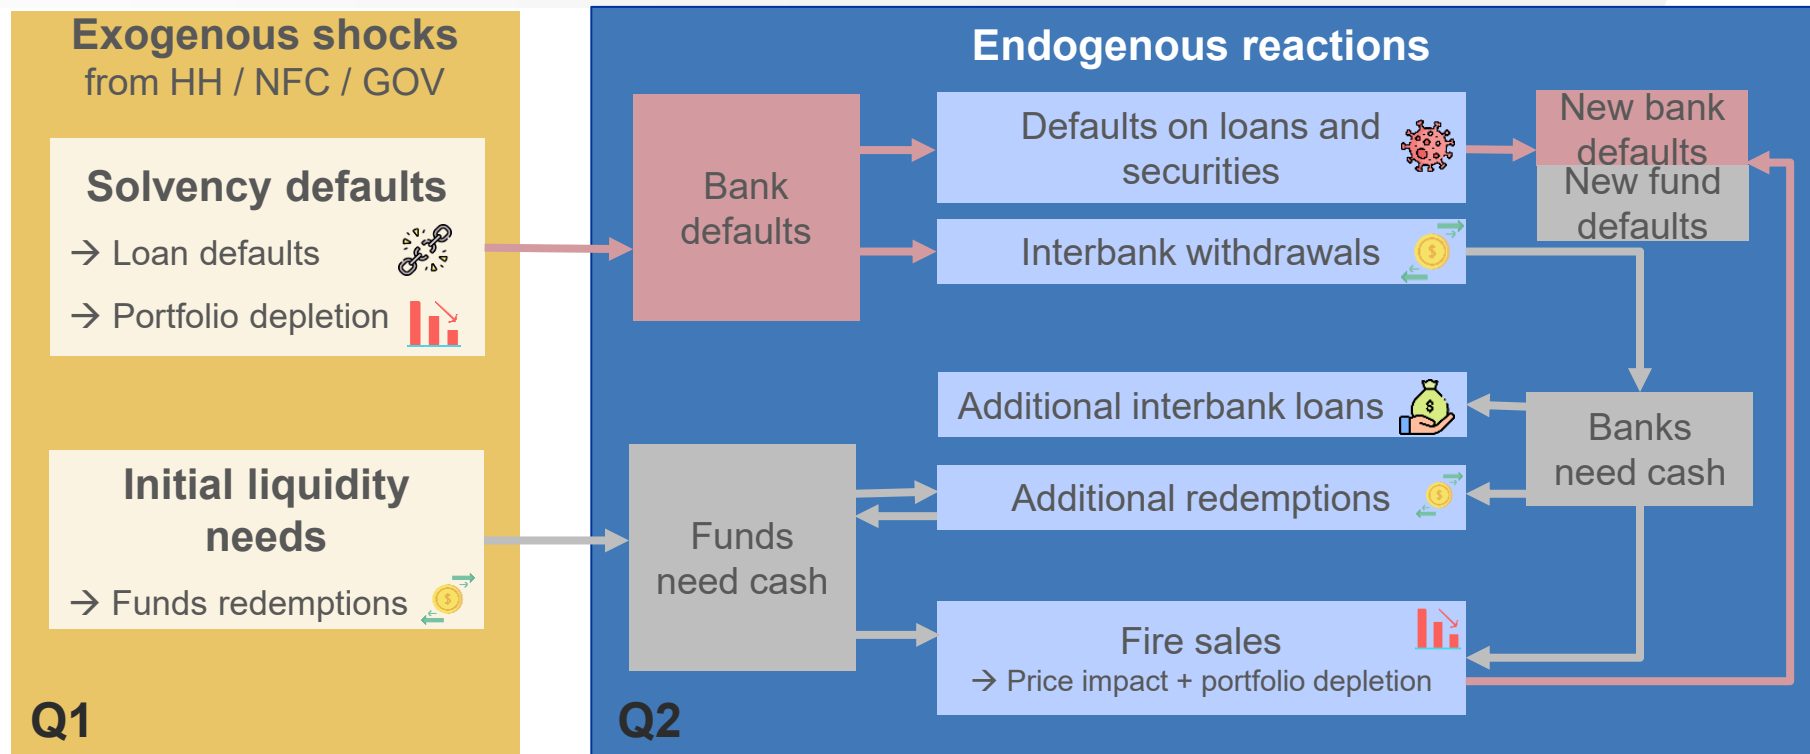 Exogenous shocks
from HH / NFC / GOV
Solvency defaults
→ Loan defaults
→ Portfolio depletion
Initial liquidity
needs
→ Funds redemptions
Q1
Endogenous reactions
Bank
defaults
Defaults on loans and
securities
Interbank withdrawals
New bank
defaults
New fund
defaults
Additional interbank loans
Banks
need cash
Additional redemptions
Funds
need cash
Fire sales
→ Price impact + portfolio depletion
Q2